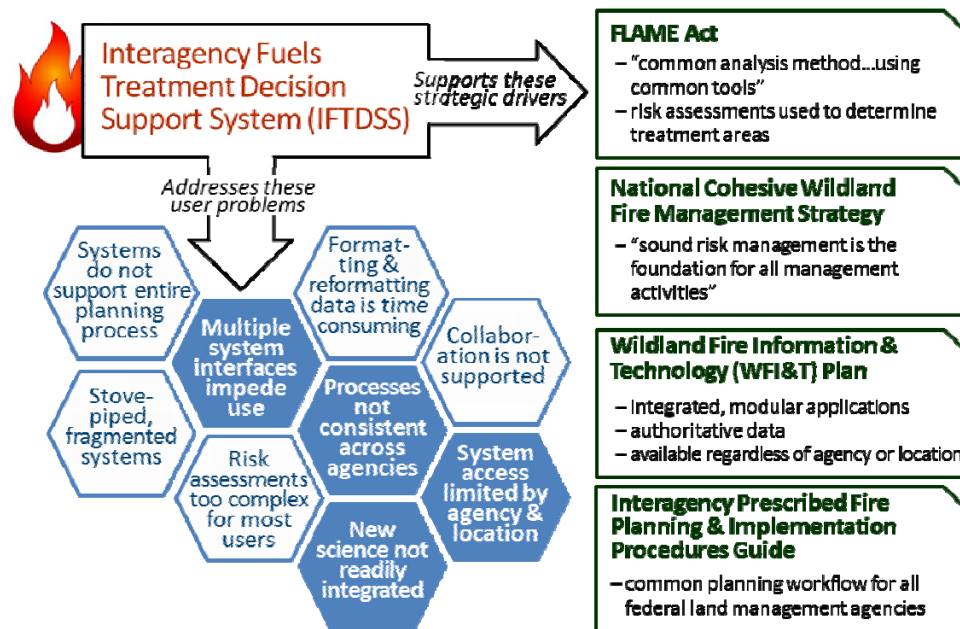 Interagency Fuels
Treatment Decision
Support System (IFTDSS)
Supports these
strategic drivers
Addresses these
user problems
Systems
do not
support entire
planning
process
Format-
ting &
reformatting
data is time
consuming
Multiple
system
interfaces
impede
use
Collabor-
ation is not
supported
Stove-
piped,
fragmented
systems
Processes
not
consistent
across
agencies
Risk
assessments
too complex
for most
users
System
access
limited by
agency &
location
New
science not
readily
integrated
FLAME Act
– “common analysis method...using
common tools”
– risk assessments used to determine
treatment areas
National Cohesive Wildland
Fire Management Strategy
– “sound risk management is the
foundation for all management
activities”
Wildland Fire Information &
Technology (WFI&T) Plan
– integrated, modular applications
– authoritative data
– available regardless of agency or location
Interagency Prescribed Fire
Planning & Implementation
Procedures Guide
– common planning workflow for all
federal land management agencies